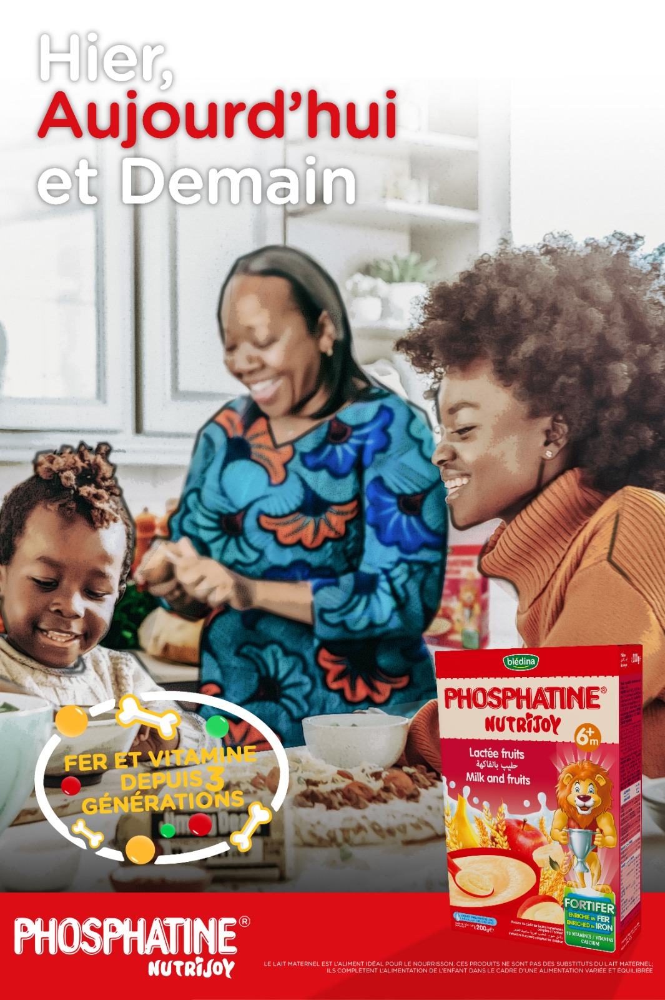 Hier,
Aujourd'hui
et Demain
FER ET VITAMINE
DEPUIS 3
GÉNÉRATIONS
blédina
PHOSPHATINE®
NUTRIJOY
6+
m
Lactée fruits
حليب بالفاكهة
Milk and fruits
FORTIFER
ENRICHIE EN FER
ENRICHED IN IRON
10 VITAMINES / VITAMINS
CALCIUM
200g e
PHOSPHATINE®
NUTRIJOY
LE LAIT MATERNEL EST L'ALIMENT IDÉAL POUR LE NOURRISSON. CES PRODUITS NE SONT PAS DES SUBSTITUTS DU LAIT MATERNEL;
ILS COMPLÈTENT L'ALIMENTATION DE L'ENFANT DANS LE CADRE D'UNE ALIMENTATION VARIÉE ET ÉQUILIBRÉE